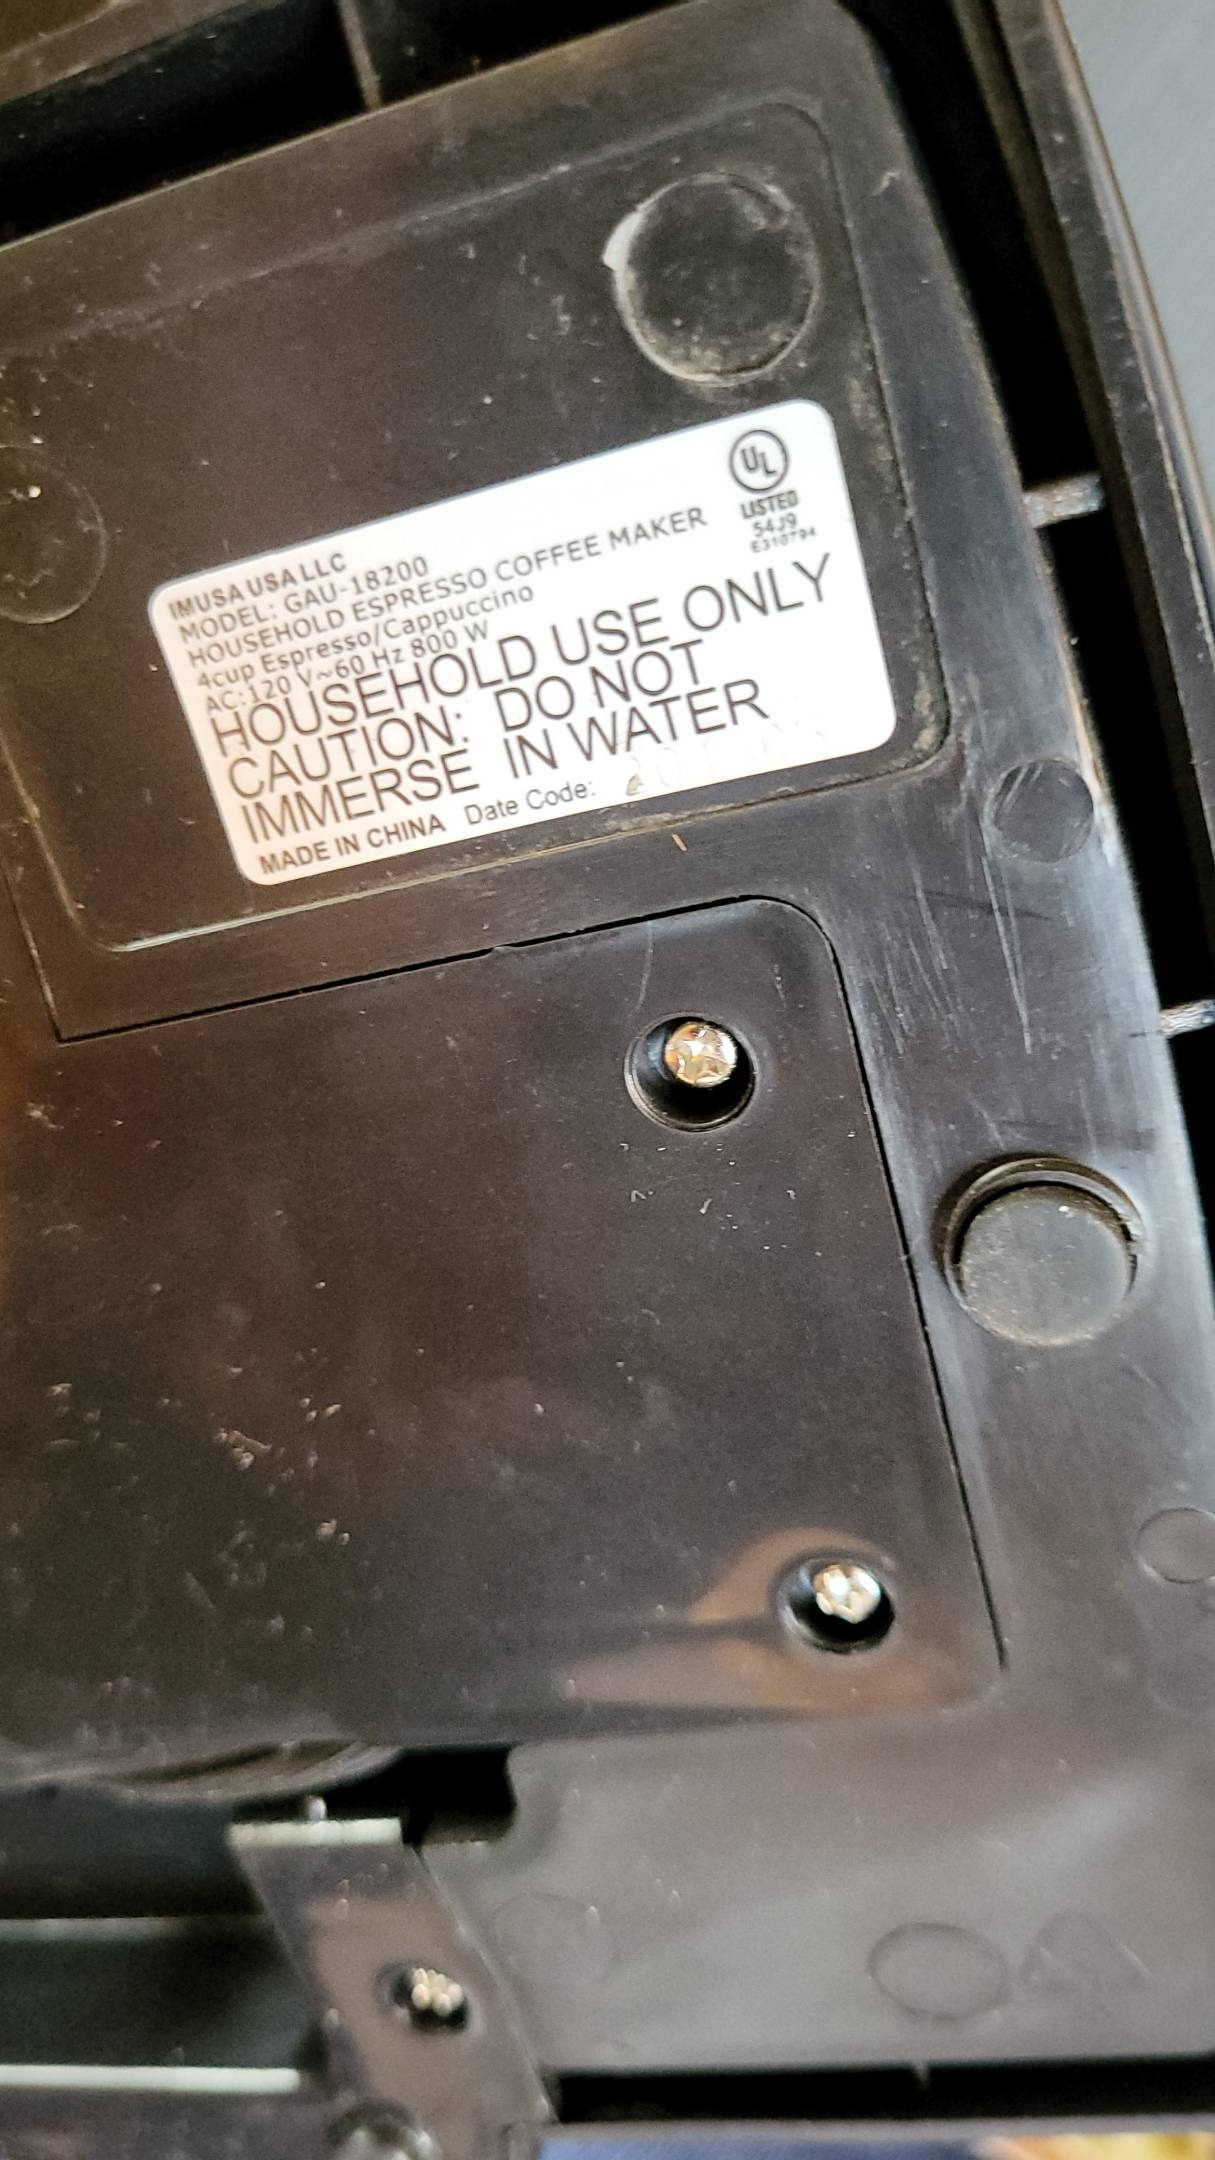 UL
LISTED
54J9
E310794
IMUSA USA LLC
MODEL: GAU-18200
HOUSEHOLD ESPRESSO COFFEE MAKER
4cup Espresso/Cappuccino
AC:120 V~60 Hz 800 W
HOUSEHOLD USE ONLY
CAUTION: DO NOT
IMMERSE IN WATER
MADE IN CHINA Date Code: